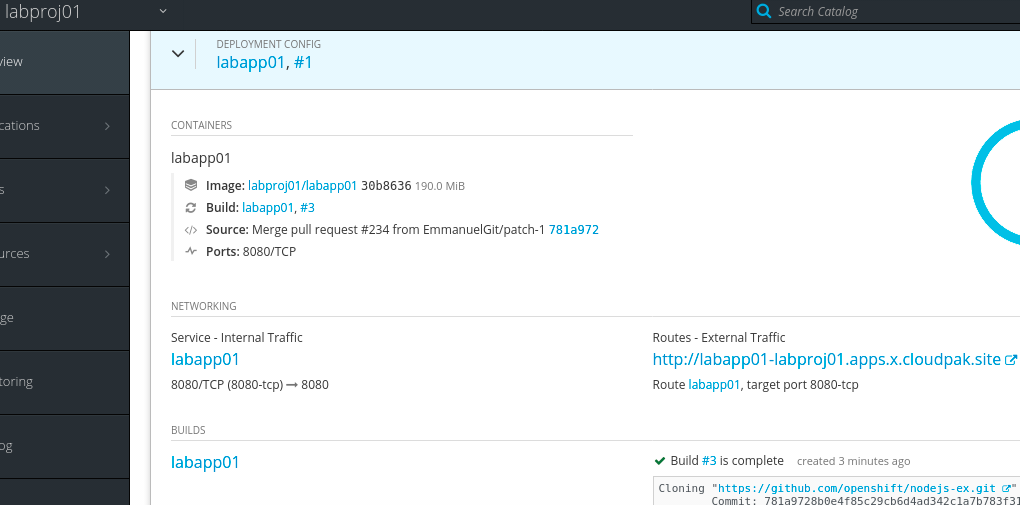 labproj01
Search Catalog
view
cations
s
urces
ge
toring
og
DEPLOYMENT CONFIG
labapp01, #1
CONTAINERS
labapp01
Image: labproj01/labapp01 30b8636 190.0 MiB
Build: labapp01, #3
Source: Merge pull request #234 from EmmanuelGit/patch-1 781a972
Ports: 8080/TCP
NETWORKING
Service - Internal Traffic
labapp01
8080/TCP (8080-tcp) → 8080
Routes - External Traffic
http://labapp01-labproj01.apps.x.cloudpak.site
Route labapp01, target port 8080-tcp
BUILDS
labapp01
Build #3 is complete created 3 minutes ago
Cloning "https://github.com/openshift/nodejs-ex.git"
Commit: 781a9728b0e4f85c29cb6d4ad342c1a7b783f31